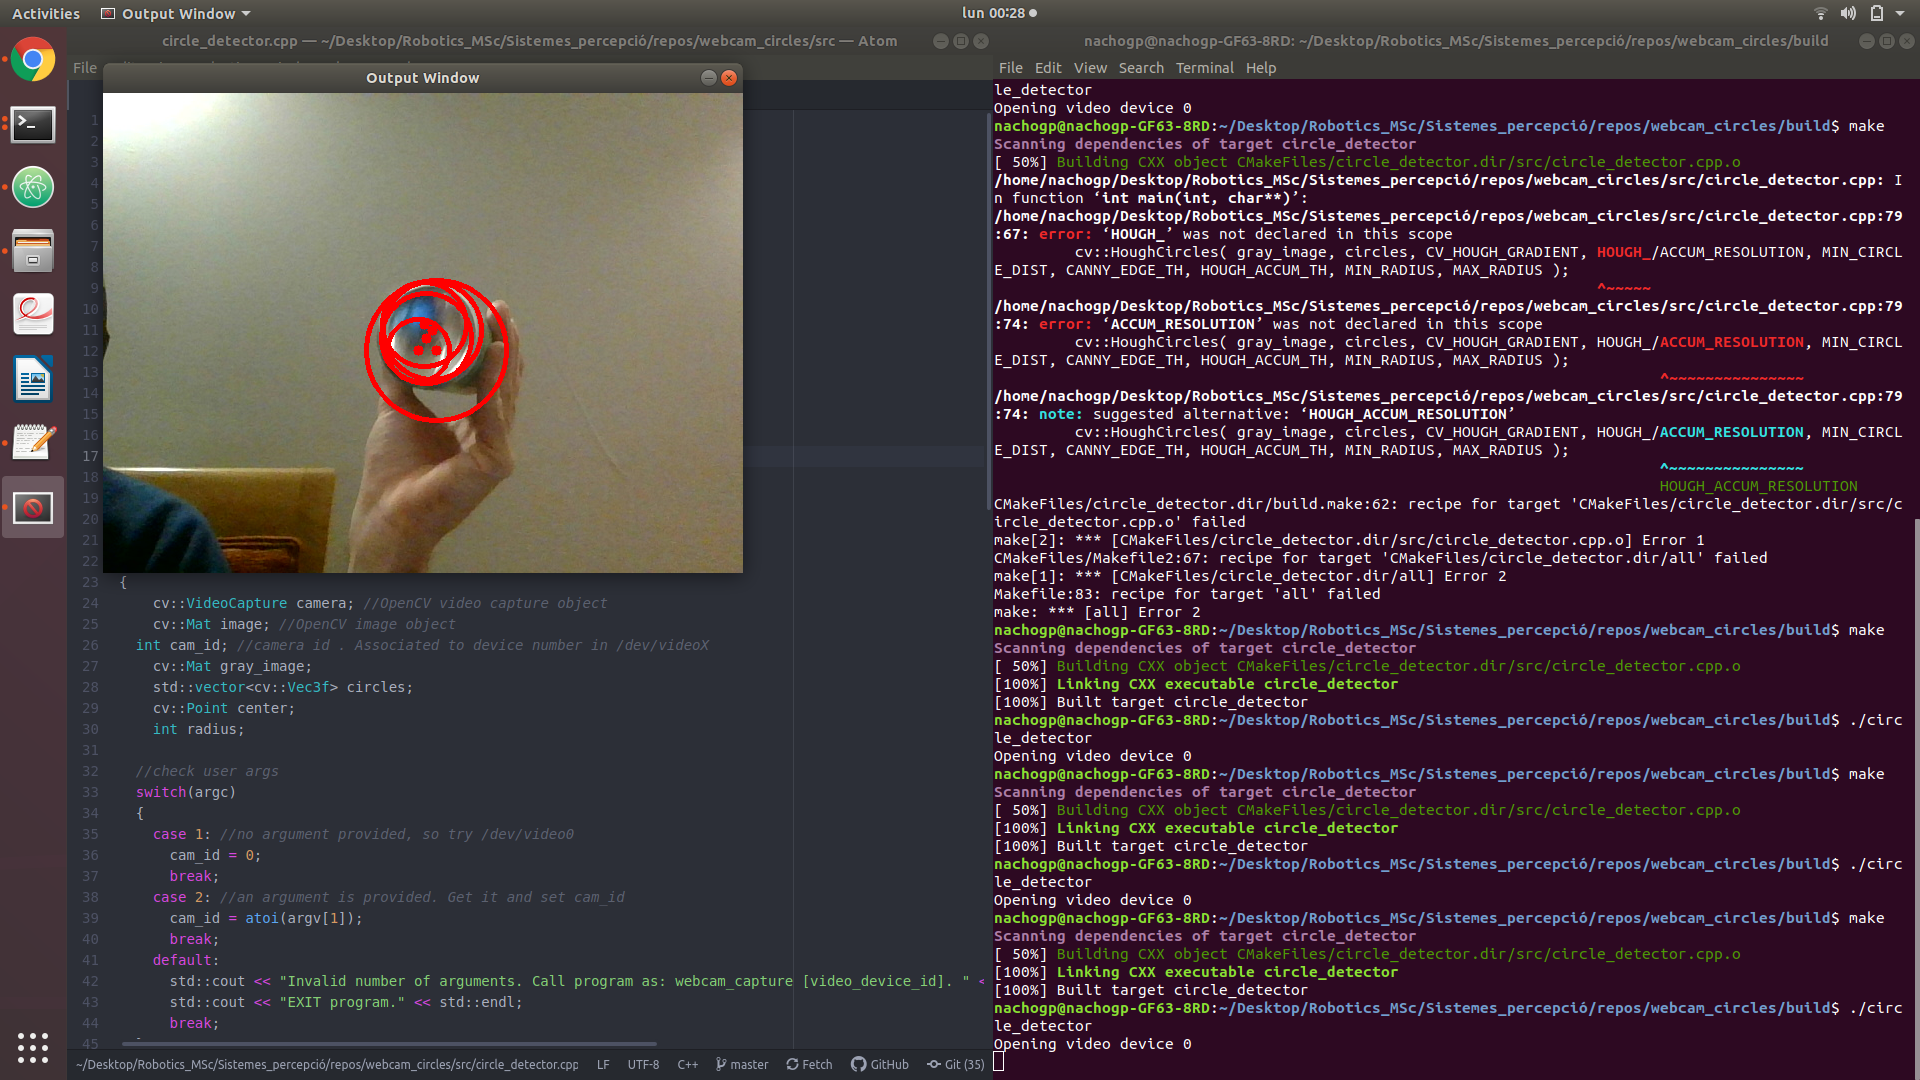 Activities
Output Window
lun 00:28
circle_detector.cpp — ~/Desktop/Robotics_MSc/Sistemes_percepció/repos/webcam_circles/src — Atom
File
Output Window
1
2
3
4
5
6
7
8
9
10
11
12
13
14
15
16
17
18
19
20
21
22
23 {
24 cv::VideoCapture camera; //OpenCV video capture object
25 cv::Mat image; //OpenCV image object
26 int cam_id; //camera id . Associated to device number in /dev/videoX
27 cv::Mat gray_image;
28 std::vector<cv::Vec3f> circles;
29 cv::Point center;
30 int radius;
31
32 //check user args
33 switch(argc)
34 {
35 case 1: //no argument provided, so try /dev/video0
36 cam_id = 0;
37 break;
38 case 2: //an argument is provided. Get it and set cam_id
39 cam_id = atoi(argv[1]);
40 break;
41 default:
42 std::cout << "Invalid number of arguments. Call program as: webcam_capture [video_device_id]. " <
43 std::cout << "EXIT program." << std::endl;
44 break;
45
~/Desktop/Robotics_MSc/Sistemes_percepció/repos/webcam_circles/src/circle_detector.cpp LF UTF-8 C++ master Fetch GitHub Git (35)
nachogp@nachogp-GF63-8RD: ~/Desktop/Robotics_MSc/Sistemes_percepció/repos/webcam_circles/build
File Edit View Search Terminal Help
le_detector
Opening video device 0
nachogp@nachogp-GF63-8RD:~/Desktop/Robotics_MSc/Sistemes_percepció/repos/webcam_circles/build$ make
Scanning dependencies of target circle_detector
[ 50%] Building CXX object CMakeFiles/circle_detector.dir/src/circle_detector.cpp.o
/home/nachogp/Desktop/Robotics_MSc/Sistemes_percepció/repos/webcam_circles/src/circle_detector.cpp: I
n function ‘int main(int, char**)’:
/home/nachogp/Desktop/Robotics_MSc/Sistemes_percepció/repos/webcam_circles/src/circle_detector.cpp:79
:67: error: ‘HOUGH_’ was not declared in this scope
cv::HoughCircles( gray_image, circles, CV_HOUGH_GRADIENT, HOUGH_/ACCUM_RESOLUTION, MIN_CIRCL
E_DIST, CANNY_EDGE_TH, HOUGH_ACCUM_TH, MIN_RADIUS, MAX_RADIUS );
^~~~~~
/home/nachogp/Desktop/Robotics_MSc/Sistemes_percepció/repos/webcam_circles/src/circle_detector.cpp:79
:74: error: ‘ACCUM_RESOLUTION’ was not declared in this scope
cv::HoughCircles( gray_image, circles, CV_HOUGH_GRADIENT, HOUGH_/ACCUM_RESOLUTION, MIN_CIRCL
E_DIST, CANNY_EDGE_TH, HOUGH_ACCUM_TH, MIN_RADIUS, MAX_RADIUS );
^~~~~~~~~~~~~~~~
/home/nachogp/Desktop/Robotics_MSc/Sistemes_percepció/repos/webcam_circles/src/circle_detector.cpp:79
:74: note: suggested alternative: ‘HOUGH_ACCUM_RESOLUTION’
cv::HoughCircles( gray_image, circles, CV_HOUGH_GRADIENT, HOUGH_/ACCUM_RESOLUTION, MIN_CIRCL
E_DIST, CANNY_EDGE_TH, HOUGH_ACCUM_TH, MIN_RADIUS, MAX_RADIUS );
^~~~~~~~~~~~~~~~
HOUGH_ACCUM_RESOLUTION
CMakeFiles/circle_detector.dir/build.make:62: recipe for target 'CMakeFiles/circle_detector.dir/src/c
ircle_detector.cpp.o' failed
make[2]: *** [CMakeFiles/circle_detector.dir/src/circle_detector.cpp.o] Error 1
CMakeFiles/Makefile2:67: recipe for target 'CMakeFiles/circle_detector.dir/all' failed
make[1]: *** [CMakeFiles/circle_detector.dir/all] Error 2
Makefile:83: recipe for target 'all' failed
make: *** [all] Error 2
nachogp@nachogp-GF63-8RD:~/Desktop/Robotics_MSc/Sistemes_percepció/repos/webcam_circles/build$ make
Scanning dependencies of target circle_detector
[ 50%] Building CXX object CMakeFiles/circle_detector.dir/src/circle_detector.cpp.o
[100%] Linking CXX executable circle_detector
[100%] Built target circle_detector
nachogp@nachogp-GF63-8RD:~/Desktop/Robotics_MSc/Sistemes_percepció/repos/webcam_circles/build$ ./circ
le_detector
Opening video device 0
nachogp@nachogp-GF63-8RD:~/Desktop/Robotics_MSc/Sistemes_percepció/repos/webcam_circles/build$ make
Scanning dependencies of target circle_detector
[ 50%] Building CXX object CMakeFiles/circle_detector.dir/src/circle_detector.cpp.o
[100%] Linking CXX executable circle_detector
[100%] Built target circle_detector
nachogp@nachogp-GF63-8RD:~/Desktop/Robotics_MSc/Sistemes_percepció/repos/webcam_circles/build$ ./circ
le_detector
Opening video device 0
nachogp@nachogp-GF63-8RD:~/Desktop/Robotics_MSc/Sistemes_percepció/repos/webcam_circles/build$ make
Scanning dependencies of target circle_detector
[ 50%] Building CXX object CMakeFiles/circle_detector.dir/src/circle_detector.cpp.o
[100%] Linking CXX executable circle_detector
[100%] Built target circle_detector
nachogp@nachogp-GF63-8RD:~/Desktop/Robotics_MSc/Sistemes_percepció/repos/webcam_circles/build$ ./circ
le_detector
Opening video device 0